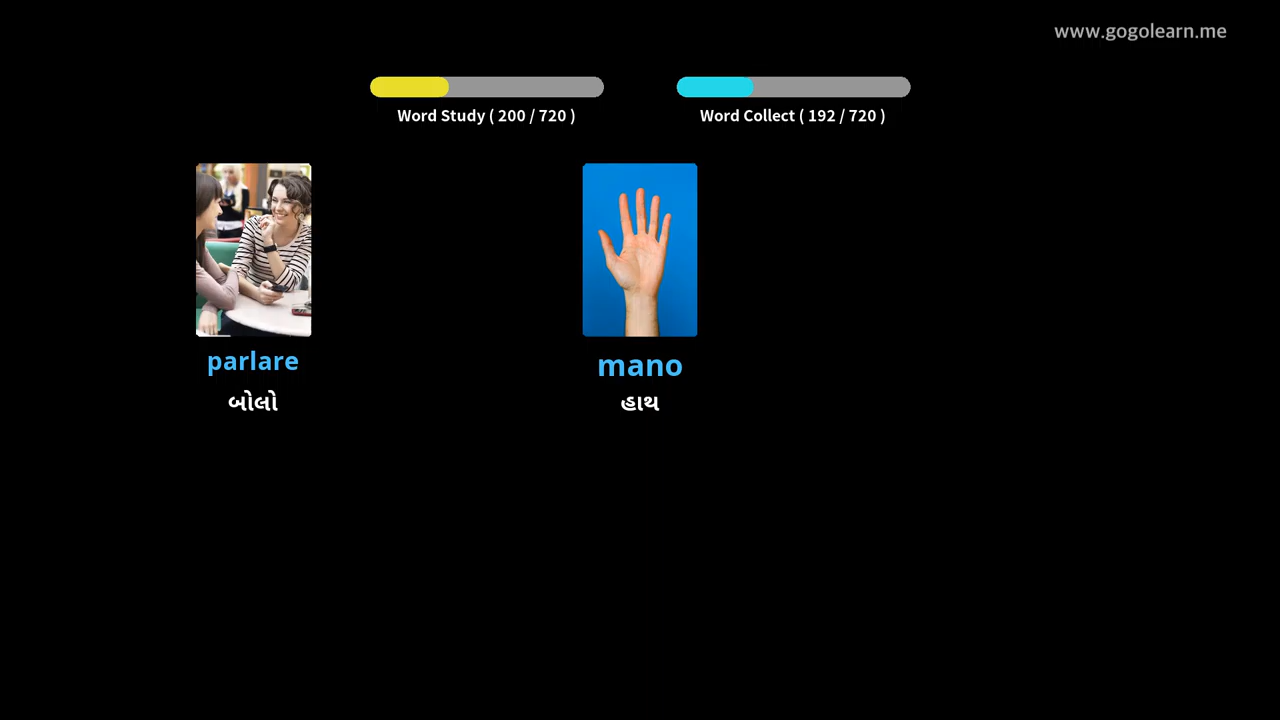 www.gogolearn.me
Word Study ( 200 / 720 )
Word Collect ( 192 / 720 )
parlare
બોલો
mano
હાથ